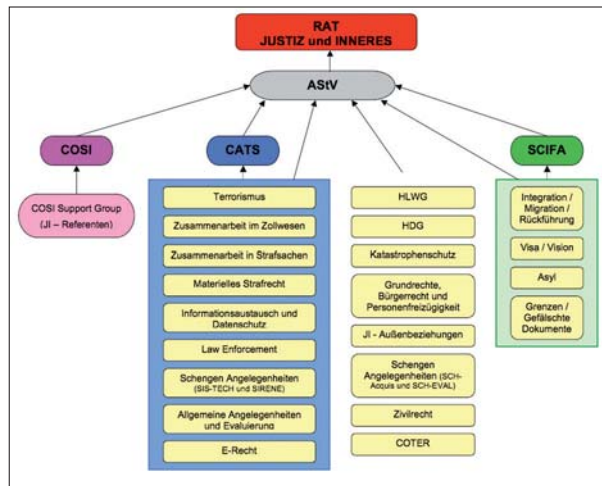 RAT
JUSTIZ und INNERES
AStV
COSI
CATS
SCIFA
COSI Support Group
(JI – Referenten)
Terrorismus
Zusammenarbeit im Zollwesen
Zusammenarbeit in Strafsachen
Materielles Strafrecht
Informationsaustausch und
Datenschutz
Law Enforcement
Schengen Angelegenheiten
(SIS-TECH und SIRENE)
Allgemeine Angelegenheiten
und Evaluierung
E-Recht
HLWG
HDG
Katastrophenschutz
Grundrechte,
Bürgerrecht und
Personenfreizügigkeit
JI - Außenbeziehungen
Schengen
Angelegenheiten (SCH-
Acquis und SCH-EVAL)
Zivilrecht
COTER
Integration /
Migration /
Rückführung
Visa / Vision
Asyl
Grenzen /
Gefälschte
Dokumente